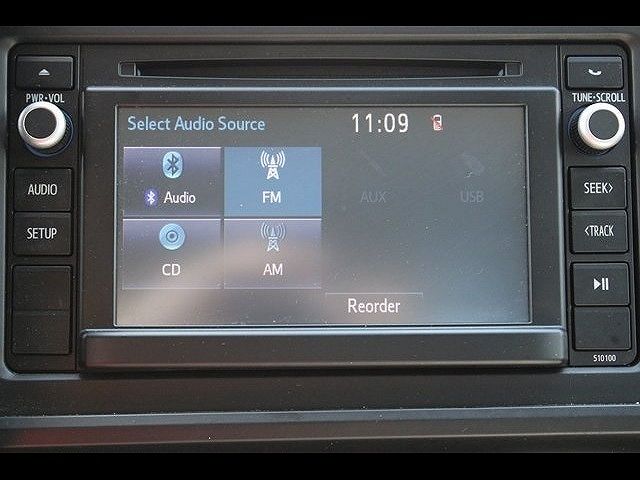 PWR•VOL
AUDIO
SETUP
Select Audio Source
11:09
Audio
FM
AUX
USB
CD
AM
Reorder
TUNE•SCROLL
SEEK>
<TRACK
510100